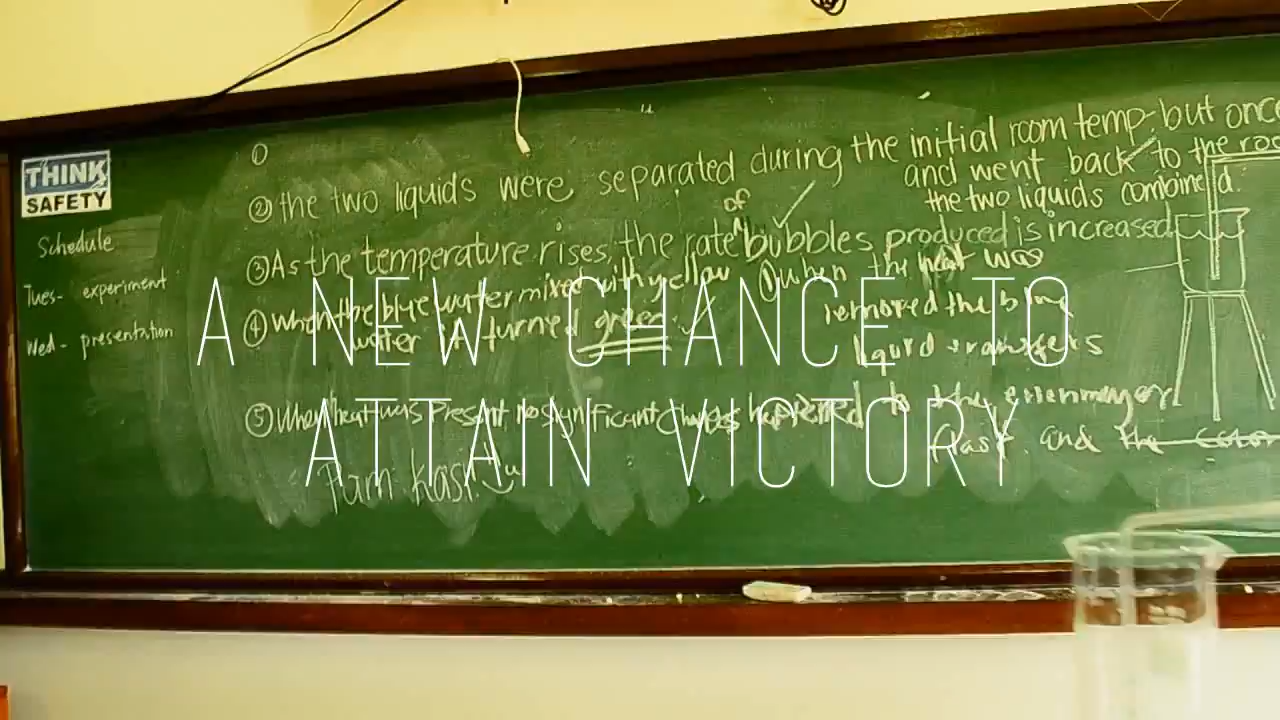 THINK
SAFETY
Schedule
Tues- experiment
Wed- presentation
①
② the two liquids were separated during the initial room temp. but once
and went back to the roo
the two liquids combined.
③ As the temperature rises, the rate of bubbles produced is increased
④ When the blue water mixed with yellow
water it turned green.
① when the heat was
removed the blue
liquid transfers
to the erlenmeyer
flask and the color
⑤ When heat was present, no significant changes happened
A NEW CHANCE TO
ATTAIN VICTORY